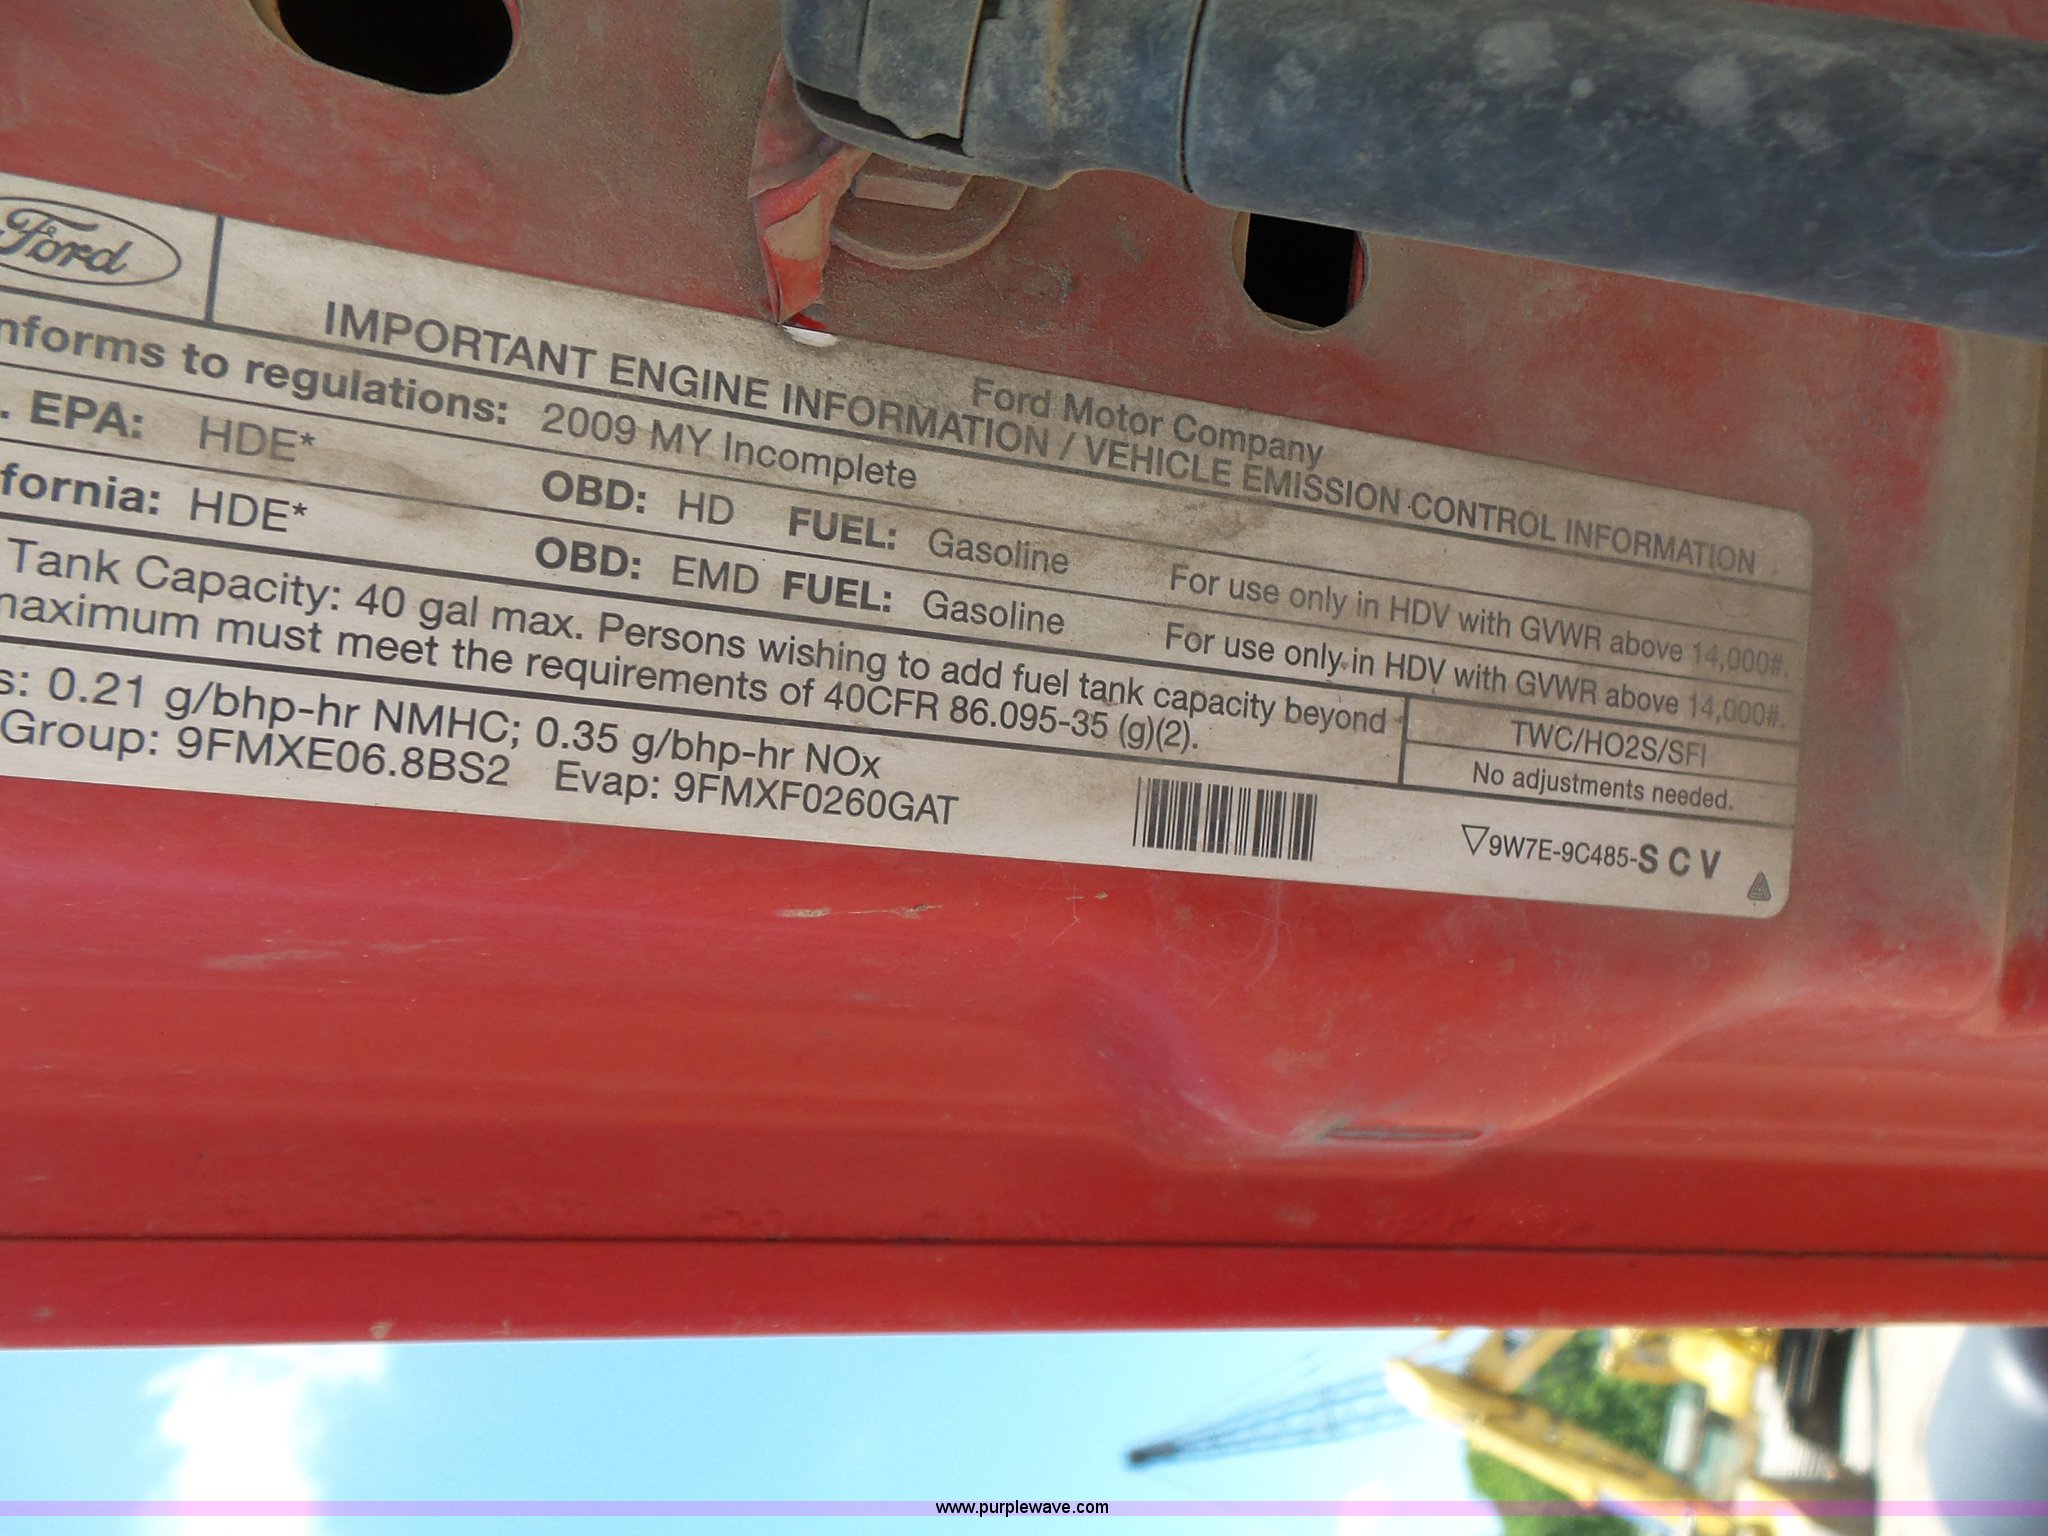 Ford
Ford Motor Company
IMPORTANT ENGINE INFORMATION / VEHICLE EMISSION CONTROL INFORMATION
nforms to regulations: 2009 MY Incomplete
. EPA: HDE* OBD: HD FUEL: Gasoline For use only in HDV with GVWR above 14,000#.
fornia: HDE* OBD: EMD FUEL: Gasoline For use only in HDV with GVWR above 14,000#.
Tank Capacity: 40 gal max. Persons wishing to add fuel tank capacity beyond
maximum must meet the requirements of 40CFR 86.095-35 (g)(2).
TWC/HO2S/SFI
No adjustments needed.
s: 0.21 g/bhp-hr NMHC; 0.35 g/bhp-hr NOx
Group: 9FMXE06.8BS2 Evap: 9FMXF0260GAT
9W7E-9C485-S C V
www.purplewave.com